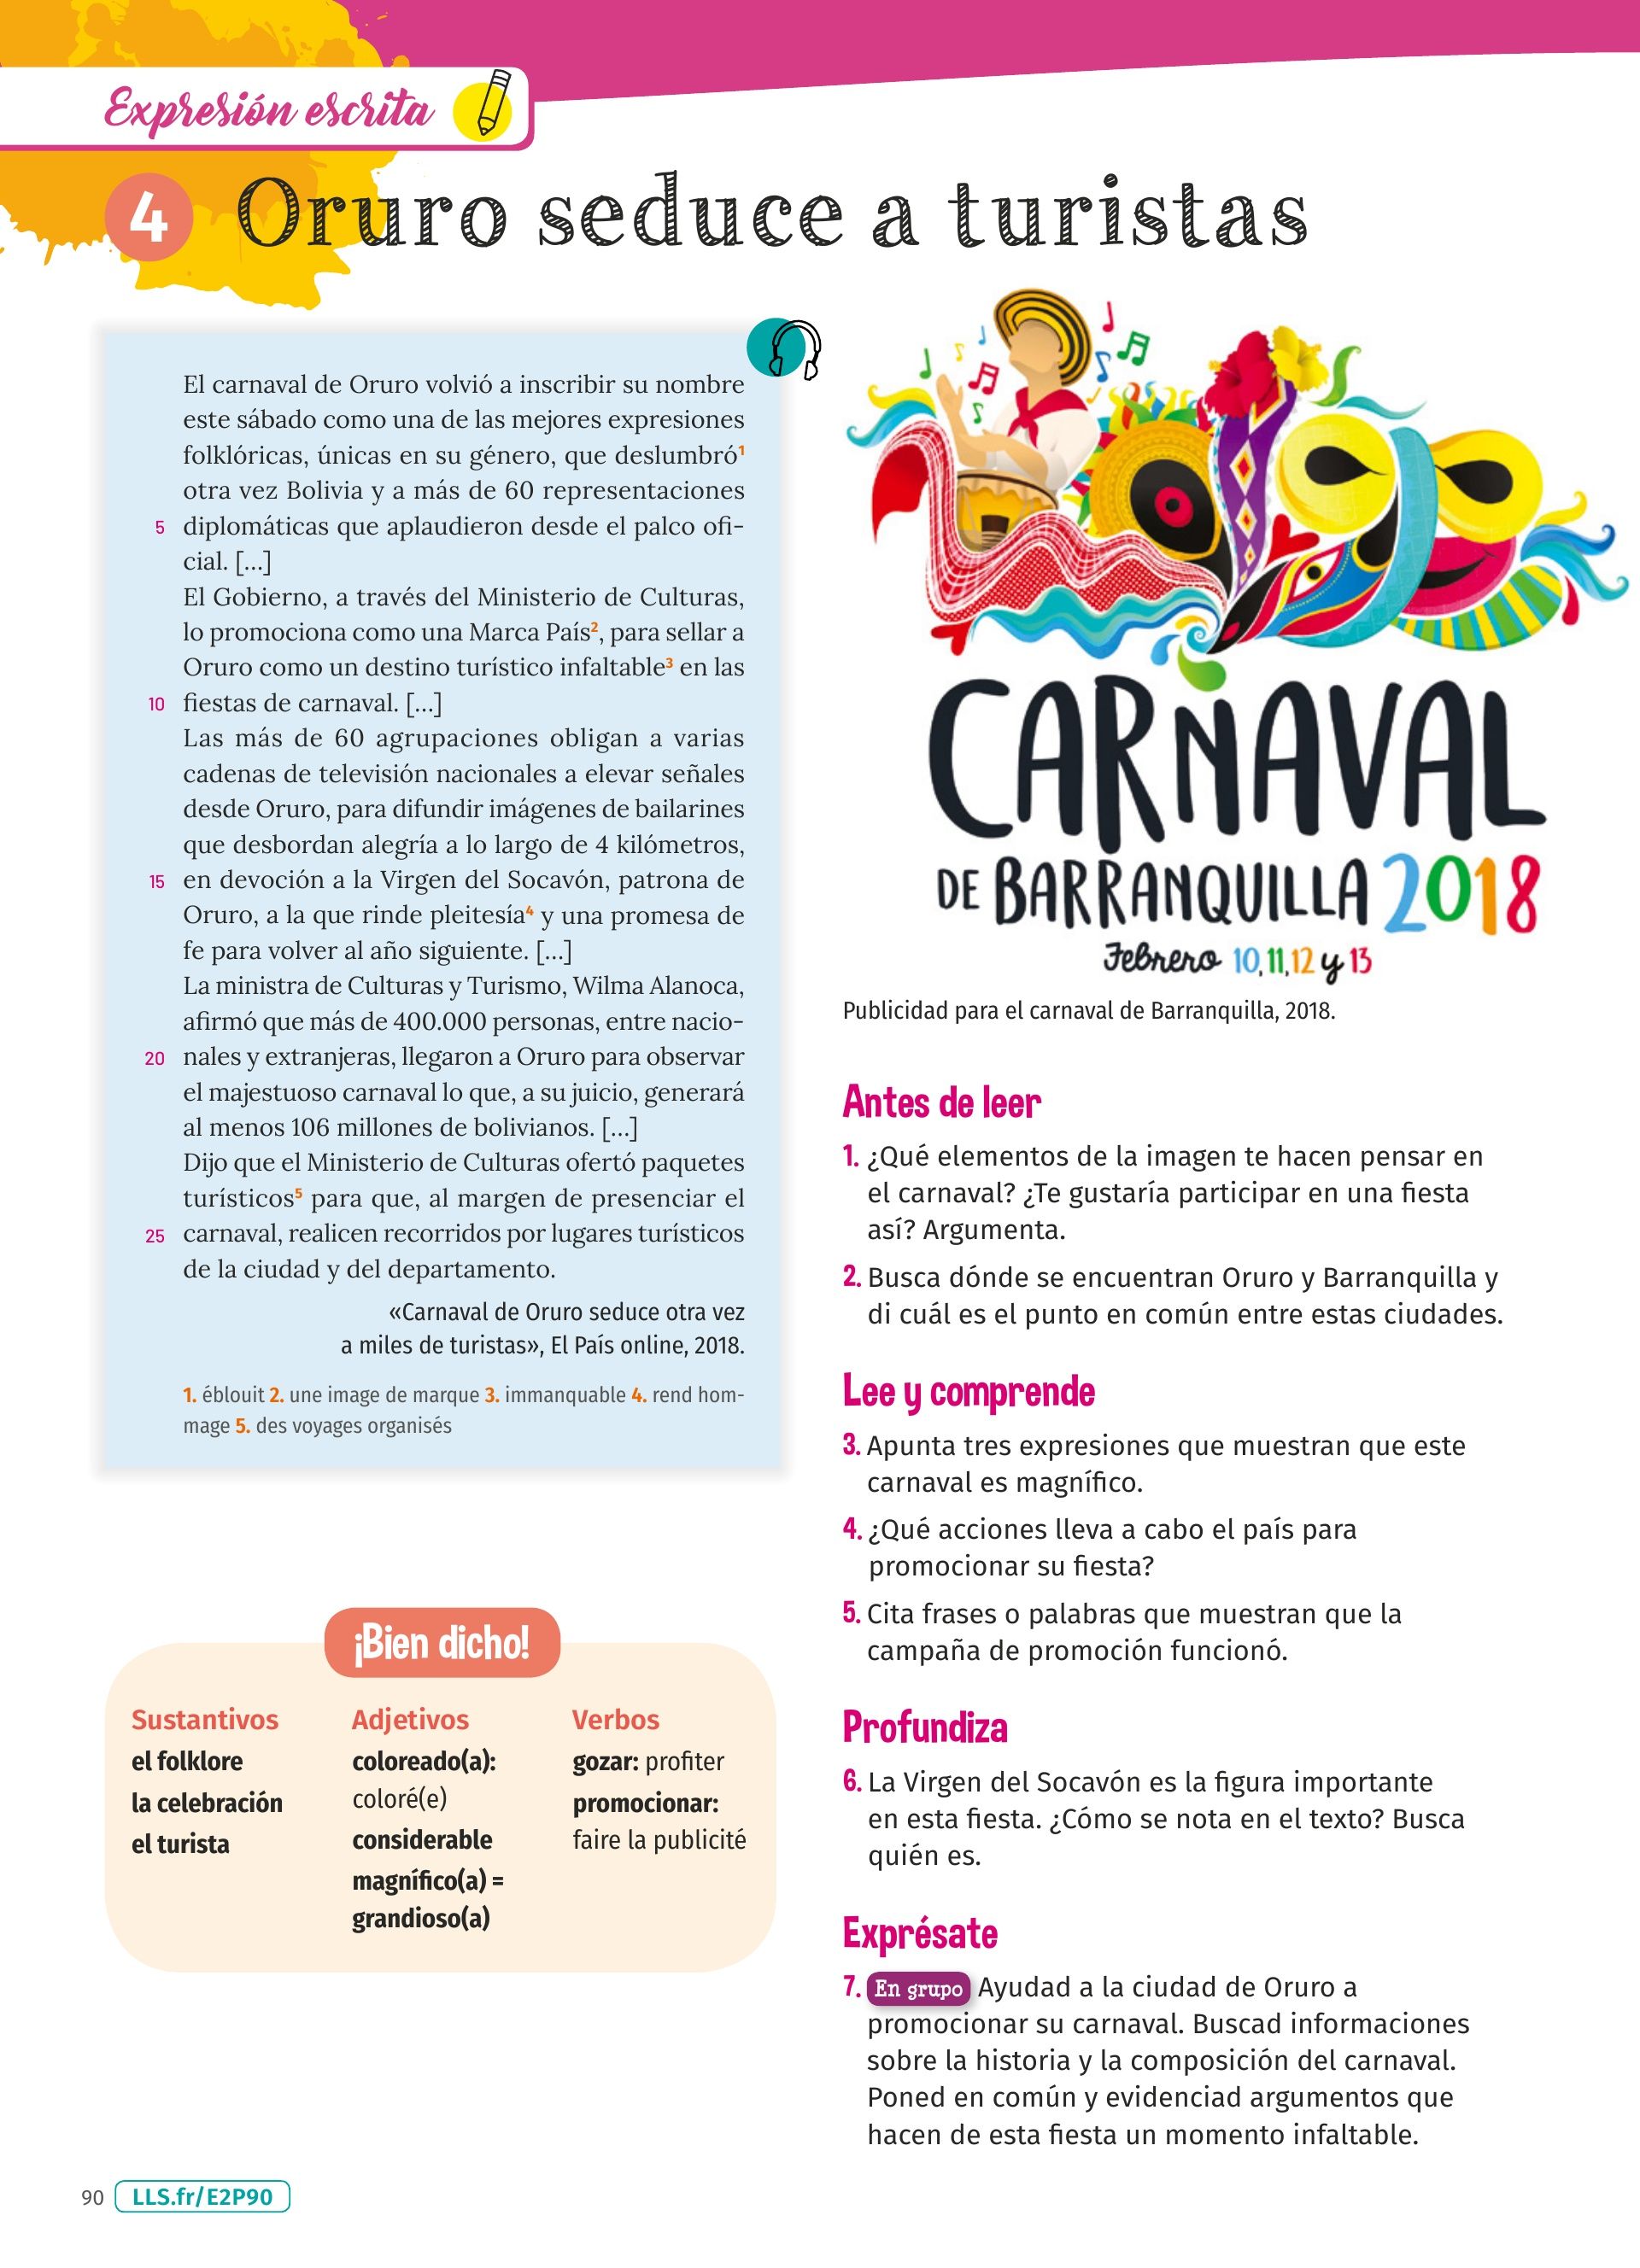 Expresión escrita
4 Oruro seduce a turistas
El carnaval de Oruro volvió a inscribir su nombre
este sábado como una de las mejores expresiones
folklóricas, únicas en su género, que deslumbró1
otra vez Bolivia y a más de 60 representaciones
5 diplomáticas que aplaudieron desde el palco ofi-
cial. [...]
El Gobierno, a través del Ministerio de Culturas,
lo promociona como una Marca País2, para sellar a
Oruro como un destino turístico infaltable3 en las
10 fiestas de carnaval. [...]
Las más de 60 agrupaciones obligan a varias
cadenas de televisión nacionales a elevar señales
desde Oruro, para difundir imágenes de bailarines
que desbordan alegría a lo largo de 4 kilómetros,
15 en devoción a la Virgen del Socavón, patrona de
Oruro, a la que rinde pleitesía4 y una promesa de
fe para volver al año siguiente. [...]
La ministra de Culturas y Turismo, Wilma Alanoca,
afirmó que más de 400.000 personas, entre nacio-
20 nales y extranjeras, llegaron a Oruro para observar
el majestuoso carnaval lo que, a su juicio, generará
al menos 106 millones de bolivianos. [...]
Dijo que el Ministerio de Culturas ofertó paquetes
turísticos5 para que, al margen de presenciar el
25 carnaval, realicen recorridos por lugares turísticos
de la ciudad y del departamento.
«Carnaval de Oruro seduce otra vez
a miles de turistas», El País online, 2018.
1. éblouit 2. une image de marque 3. immanquable 4. rend hom-
mage 5. des voyages organisés
¡Bien dicho!
Sustantivos
el folklore
la celebración
el turista
Adjetivos
coloreado(a):
coloré(e)
considerable
magnífico(a) =
grandioso(a)
Verbos
gozar: profiter
promocionar:
faire la publicité
CARNAVAL
DE BARRANQUILLA 2018
Febrero 10, 11, 12 y 13
Publicidad para el carnaval de Barranquilla, 2018.
Antes de leer
1. ¿Qué elementos de la imagen te hacen pensar en
el carnaval? ¿Te gustaría participar en una fiesta
así? Argumenta.
2. Busca dónde se encuentran Oruro y Barranquilla y
di cuál es el punto en común entre estas ciudades.
Lee y comprende
3. Apunta tres expresiones que muestran que este
carnaval es magnífico.
4. ¿Qué acciones lleva a cabo el país para
promocionar su fiesta?
5. Cita frases o palabras que muestran que la
campaña de promoción funcionó.
Profundiza
6. La Virgen del Socavón es la figura importante
en esta fiesta. ¿Cómo se nota en el texto? Busca
quién es.
Exprésate
7. En grupo Ayudad a la ciudad de Oruro a
promocionar su carnaval. Buscad informaciones
sobre la historia y la composición del carnaval.
Poned en común y evidenciad argumentos que
hacen de esta fiesta un momento infaltable.
90 LLS.fr/E2P90